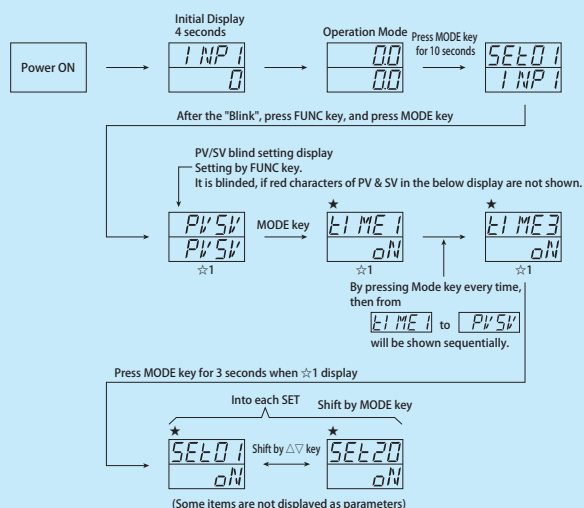 Initial Display
4 seconds
Operation Mode
Press MODE key
for 10 seconds
Power ON
INP1
0
0.0
0.0
SEt01
INP1
After the "Blink", press FUNC key, and press MODE key
PV/SV blind setting display
Setting by FUNC key.
It is blinded, if red characters of PV & SV in the below display are not shown.
★
★
PVSV
PVSV
MODE key
tIME1
oN
tIME3
oN
☆1
☆1
☆1
By pressing Mode key every time,
then from
tIME1 to PVSV
will be shown sequentially.
Press MODE key for 3 seconds when ☆1 display
Into each SET
Shift by MODE key
★
★
SEt01
oN
Shift by △▽ key
SEt20
oN
(Some items are not displayed as parameters)